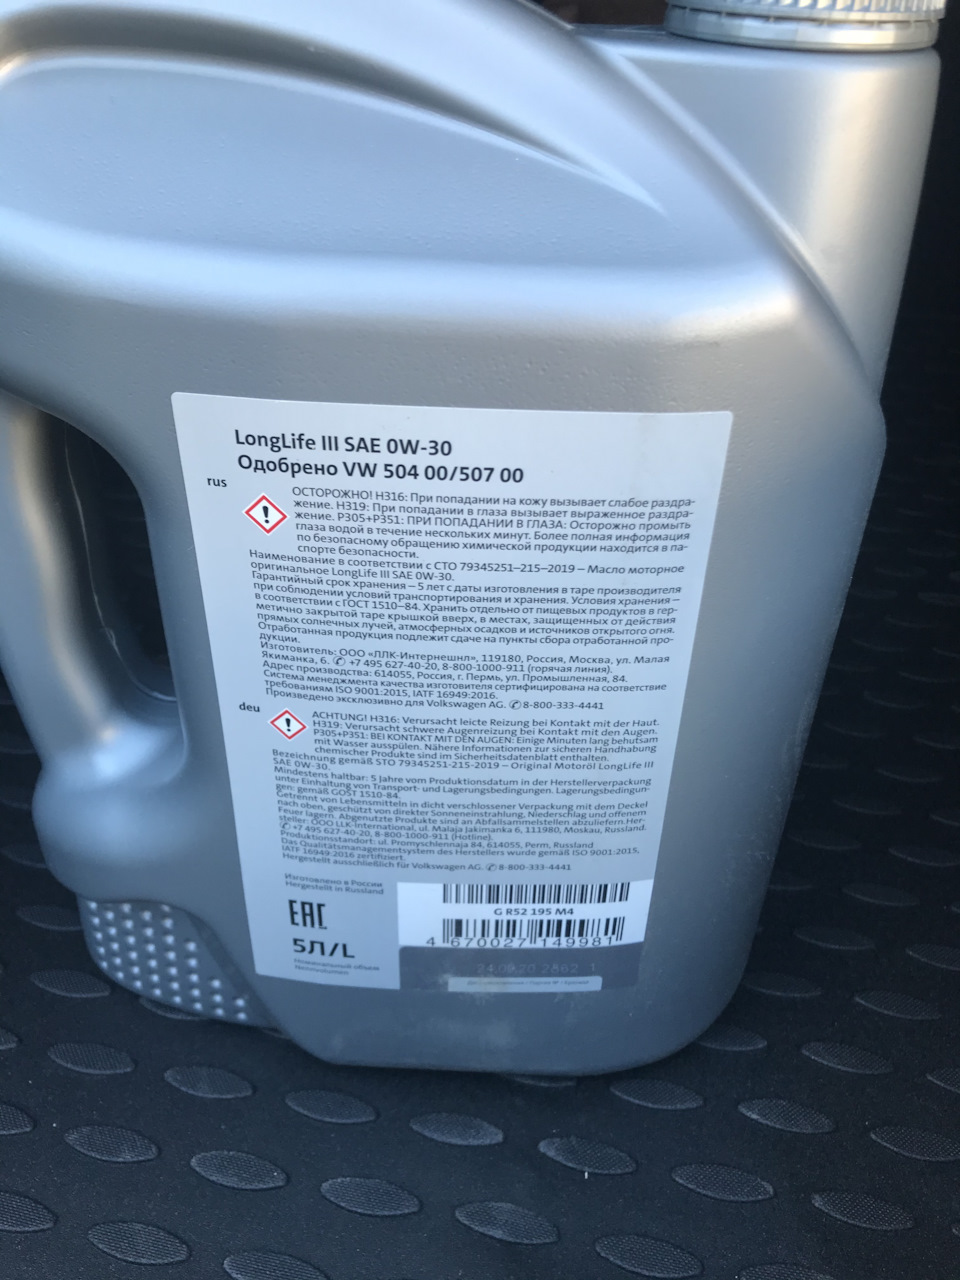 LongLife III SAE 0W-30
Одобрено VW 504 00/507 00
rus
ОСТОРОЖНО! H316: При попадании на кожу вызывает слабое раздра-
жение. H319: При попадании в глаза вызывает выраженное раздра-
жение. P305+P351: ПРИ ПОПАДАНИИ В ГЛАЗА: Осторожно промыть
глаза водой в течение нескольких минут. Более полная информация
по безопасному обращению химической продукции находится в па-
спорте безопасности.
Наименование в соответствии с СТО 79345251–215–2019 – Масло моторное
оригинальное LongLife III SAE 0W-30.
Гарантийный срок хранения – 5 лет с даты изготовления в таре производителя
при соблюдении условий транспортирования и хранения. Условия хранения –
в соответствии с ГОСТ 1510–84. Хранить отдельно от пищевых продуктов в гер-
метично закрытой таре крышкой вверх, в местах, защищенных от действия
прямых солнечных лучей, атмосферных осадков и источников открытого огня.
Отработанная продукция подлежит сдаче на пункты сбора отработанной про-
дукции.
Изготовитель: ООО «ЛЛК-Интернешнл», 119180, Россия, Москва, ул. Малая
Якиманка, 6. ✆ +7 495 627-40-20, 8-800-1000-911 (горячая линия).
Адрес производства: 614055, Россия, г. Пермь, ул. Промышленная, 84.
Система менеджмента качества изготовителя сертифицирована на соответствие
требованиям ISO 9001:2015, IATF 16949:2016.
Произведено эксклюзивно для Volkswagen AG. ✆ 8-800-333-4441
deu
ACHTUNG! H316: Verursacht leicte Reizung bei Kontakt mit der Haut.
H319: Verursacht schwere Augenreizung bei Kontakt mit den Augen.
P305+P351: BEI KONTAKT MIT DEN AUGEN: Einige Minuten lang behutsam
mit Wasser ausspülen. Nähere Informationen zur sicheren Handhabung
chemischer Produkte sind im Sicherheitsdatenblatt enthalten.
Bezeichnung gemäß STO 79345251-215-2019 – Original Motoröl LongLife III
SAE 0W-30.
Mindestens haltbar: 5 Jahre vom Produktionsdatum in der Herstellerverpackung
unter Einhaltung von Transport- und Lagerungsbedingungen. Lagerungsbedingun-
gen: gemäß GOST 1510-84.
Getrennt von Lebensmitteln in dicht verschlossener Verpackung mit dem Deckel
nach oben, geschützt von direkter Sonneneinstrahlung, Niederschlag und offenem
Feuer lagern. Abgenutzte Produkte sind an Abfallsammelstellen abzuliefern. Her-
steller: OOO LLK-International, ul. Malaja Jakimanka 6, 111980, Moskau, Russland.
✆ +7 495 627-40-20, 8-800-1000-911 (Hotline).
Produktionsstandort: ul. Promyschlennaja 84, 614055, Perm, Russland
Das Qualitätsmanagementsystem des Herstellers wurde gemäß ISO 9001:2015,
IATF 16949:2016 zertifiziert.
Hergestellt ausschließlich für Volkswagen AG. ✆ 8-800-333-4441
Изготовлено в России
Hergestellt in Russland
EAC
5Л/L
Номинальный объем
Nennvolumen
G R52 195 M4
4 670027 149981